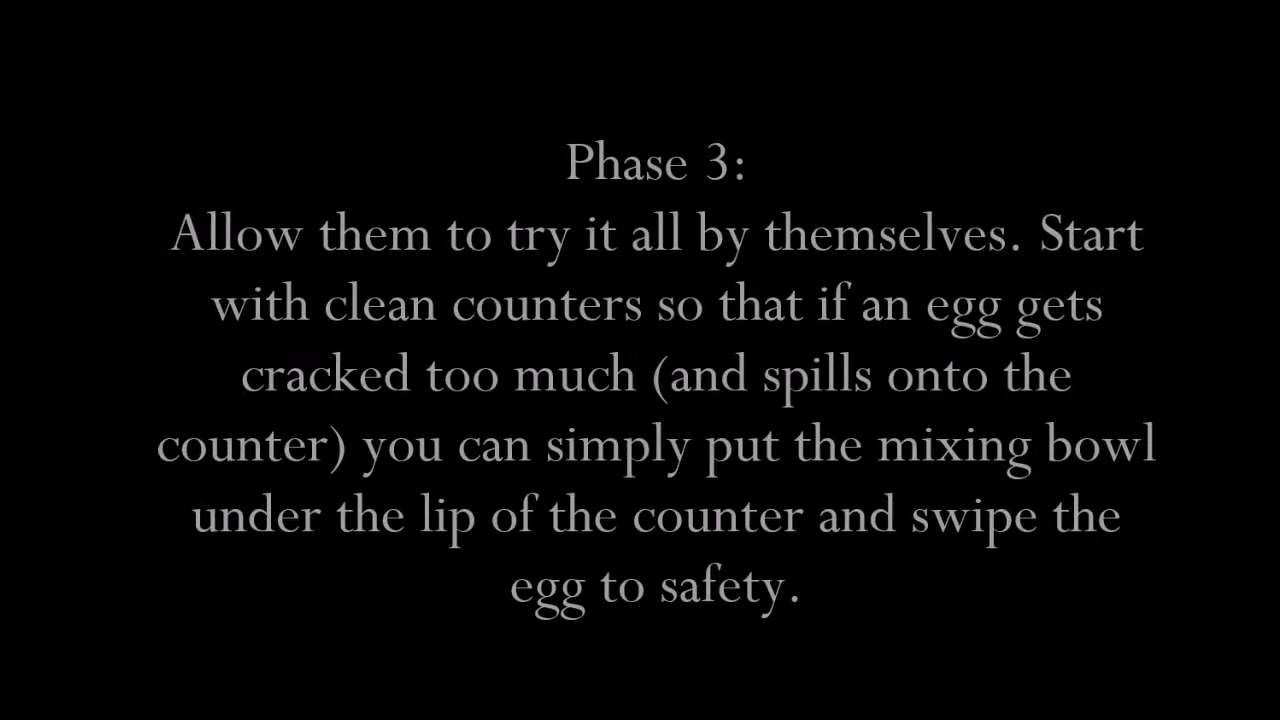 Phase 3:
Allow them to try it all by themselves. Start
with clean counters so that if an egg gets
cracked too much (and spills onto the
counter) you can simply put the mixing bowl
under the lip of the counter and swipe the
egg to safety.